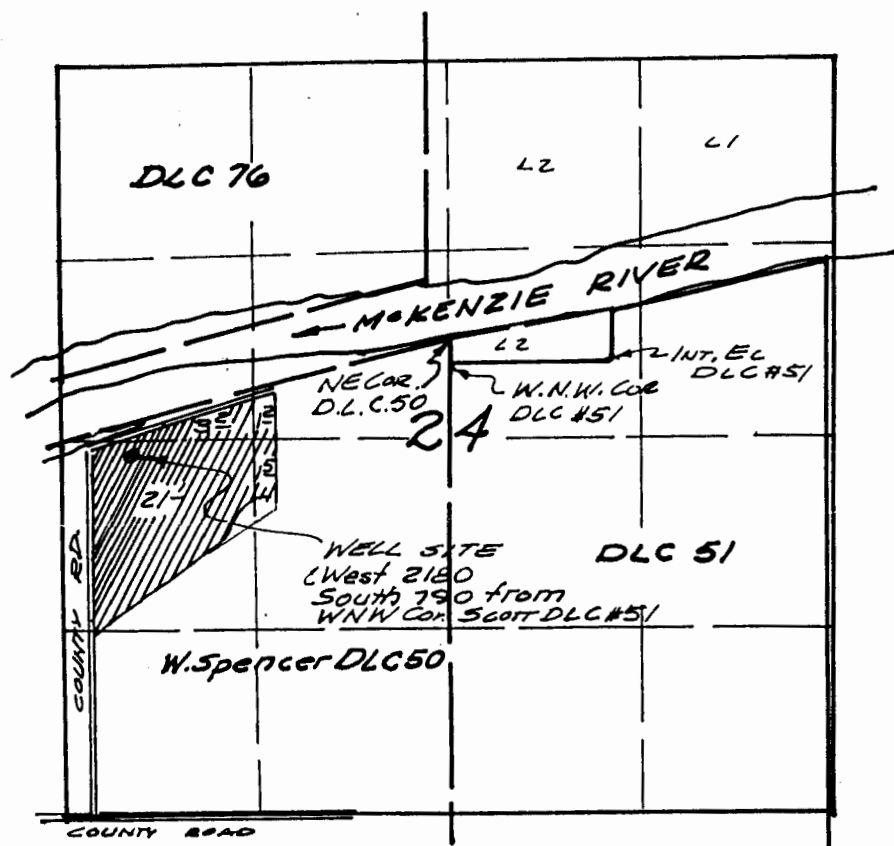 L1
L2
DLC 76
McKENZIE RIVER
L2
INT. EL
DLC #51
NE COR.
D.L.C. 50
W.N.W. COR
DLC #51
24
21-
WELL SITE
(West 2180
South 790 from
WNW Cor. Scott DLC #51
DLC 51
COUNTY RD.
W. Spencer DLC 50
COUNTY ROAD